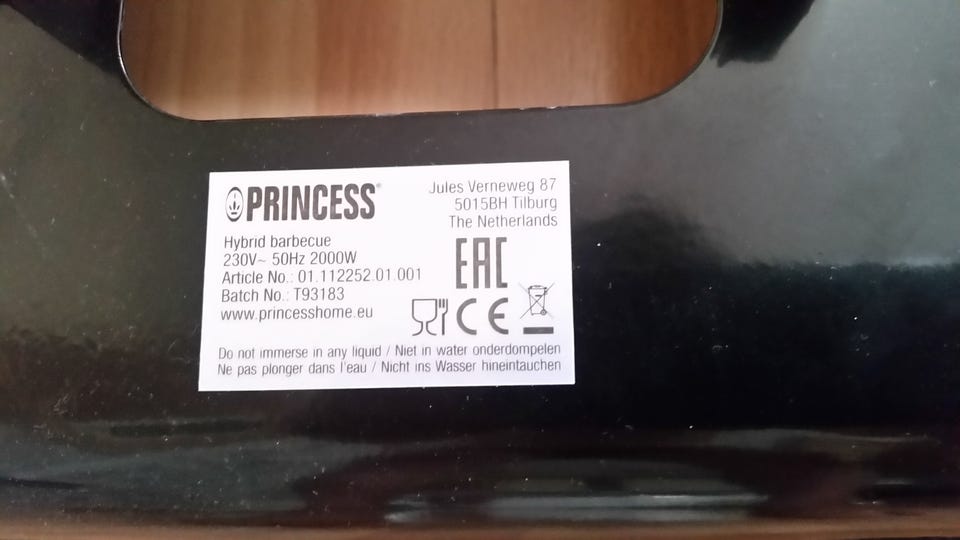 PRINCESS®
Jules Verneweg 87
5015BH Tilburg
The Netherlands
Hybrid barbecue
230V~ 50Hz 2000W
Article No.: 01.112252.01.001
Batch No.: T93183
www.princesshome.eu
EAC
CE
Do not immerse in any liquid / Niet in water onderdompelen
Ne pas plonger dans l'eau / Nicht ins Wasser hineintauchen